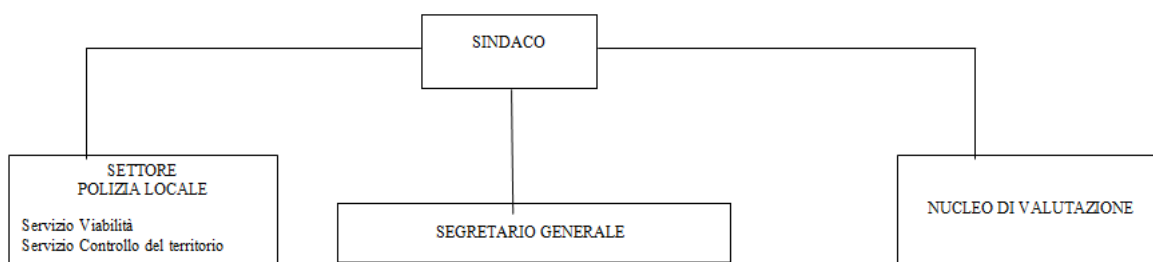 SINDACO
SETTORE
POLIZIA LOCALE
Servizio Viabilità
Servizio Controllo del territorio
SEGRETARIO GENERALE
NUCLEO DI VALUTAZIONE